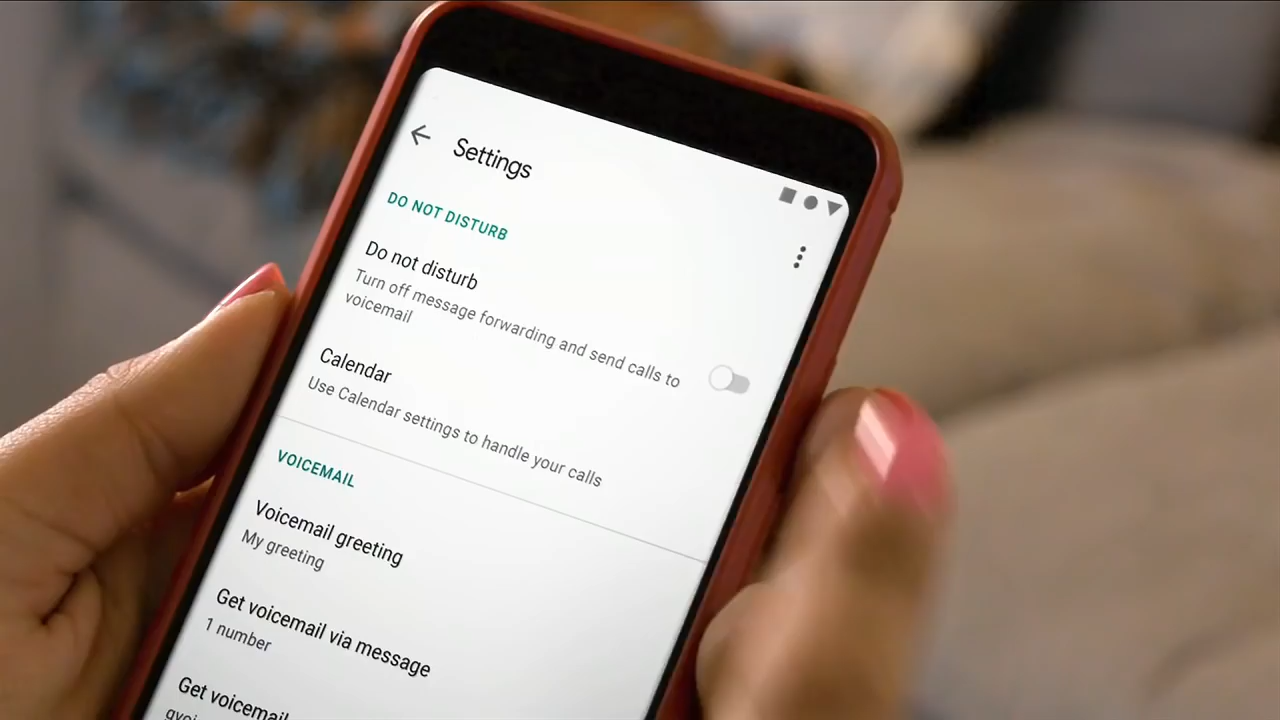 Settings
DO NOT DISTURB
Do not disturb
Turn off message forwarding and send calls to
voicemail
Calendar
Use Calendar settings to handle your calls
VOICEMAIL
Voicemail greeting
My greeting
Get voicemail via message
1 number
Get voicemail